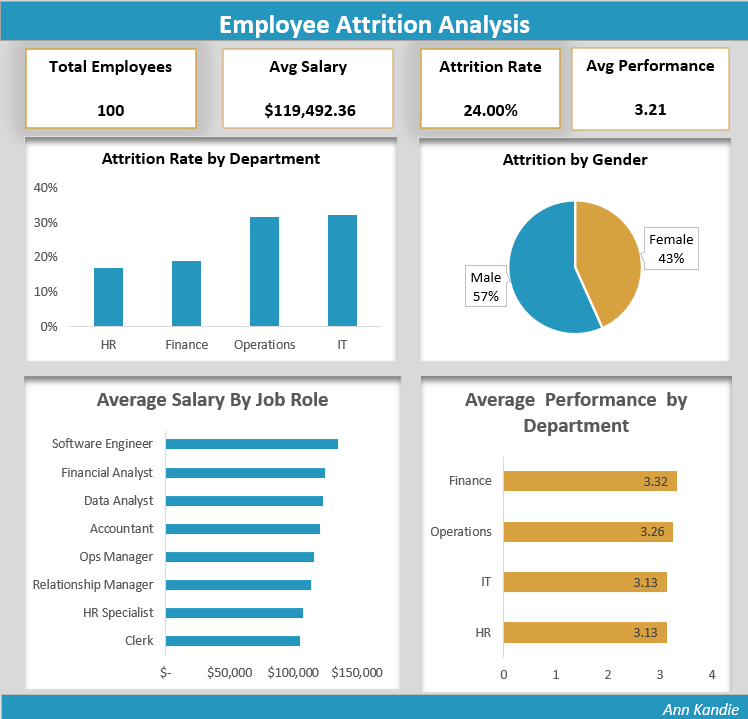 Employee Attrition Analysis
Total Employees
100
Avg Salary
$119,492.36
Attrition Rate
24.00%
Avg Performance
3.21
Attrition Rate by Department
40%
30%
20%
10%
0%
HR Finance Operations IT
Attrition by Gender
Female
43%
Male
57%
Average Salary By Job Role
Software Engineer
Financial Analyst
Data Analyst
Accountant
Ops Manager
Relationship Manager
HR Specialist
Clerk
$- $50,000 $100,000 $150,000
Average Performance by
Department
Finance 3.32
Operations 3.26
IT 3.13
HR 3.13
0 1 2 3 4
Ann Kandie